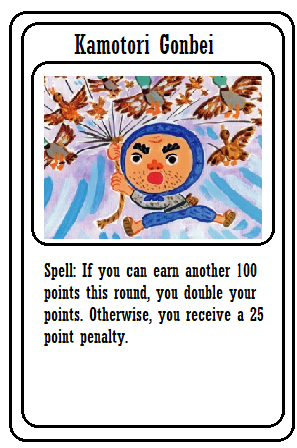 Kamotori Gonbei
Spell: If you can earn another 100
points this round, you double your
points. Otherwise, you receive a 25
point penalty.